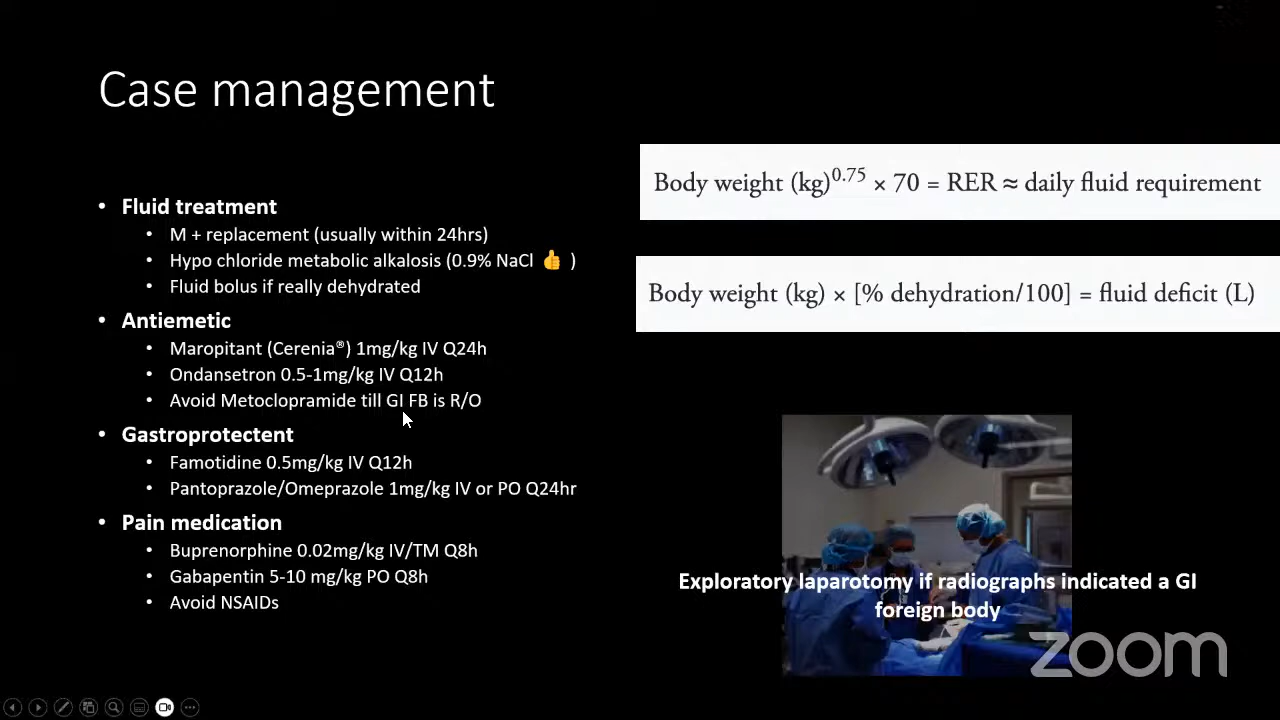 Case management
• Fluid treatment
• M + replacement (usually within 24hrs)
• Hypo chloride metabolic alkalosis (0.9% NaCl 👍 )
• Fluid bolus if really dehydrated
• Antiemetic
• Maropitant (Cerenia®) 1mg/kg IV Q24h
• Ondansetron 0.5-1mg/kg IV Q12h
• Avoid Metoclopramide till GI FB is R/O
• Gastroprotectent
• Famotidine 0.5mg/kg IV Q12h
• Pantoprazole/Omeprazole 1mg/kg IV or PO Q24hr
• Pain medication
• Buprenorphine 0.02mg/kg IV/TM Q8h
• Gabapentin 5-10 mg/kg PO Q8h
• Avoid NSAIDs
Body weight (kg)^0.75 × 70 = RER ≈ daily fluid requirement
Body weight (kg) × [% dehydration/100] = fluid deficit (L)
Exploratory laparotomy if radiographs indicated a GI
foreign body
zoom